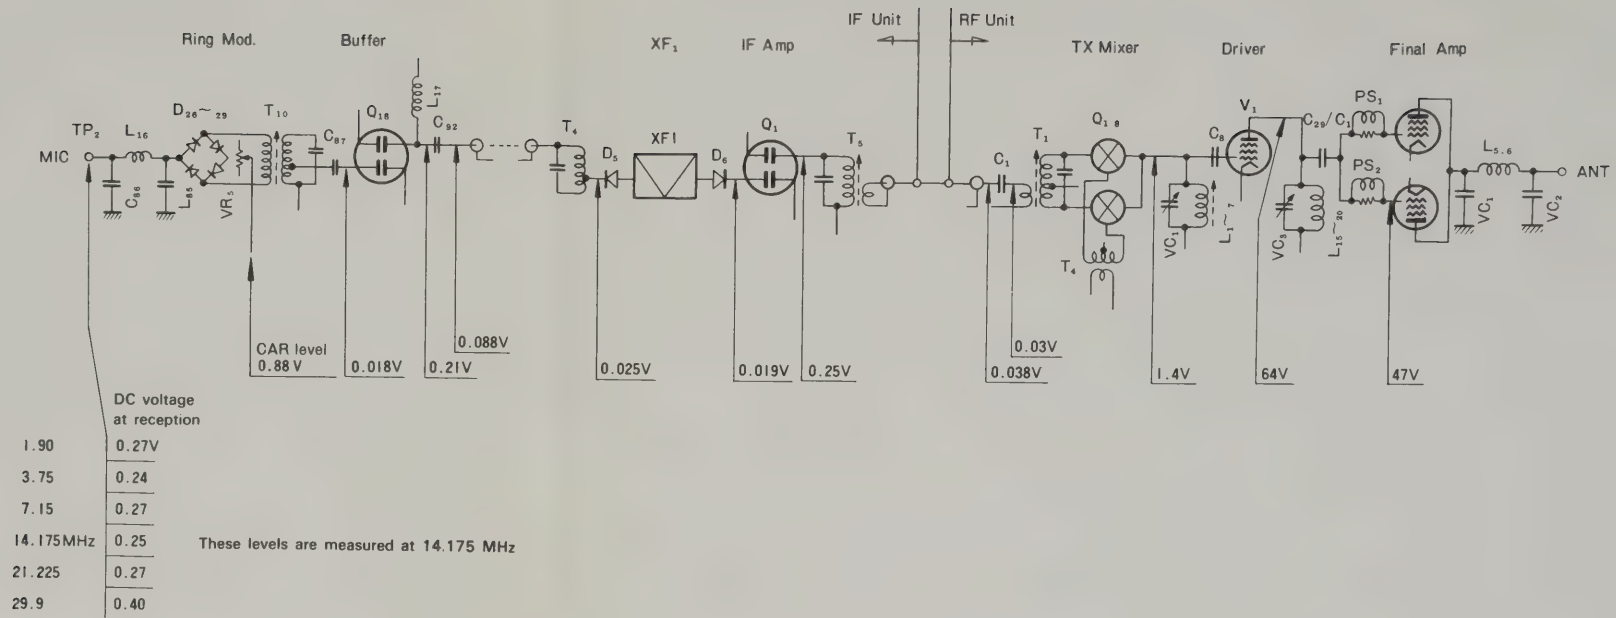 IF Unit RF Unit
Ring Mod. Buffer XF₁ IF Amp TX Mixer Driver Final Amp
TP₂ L₁₆ D₂₆~₂₉ T₁₀ C₈₇ Q₁₈ L₁₇ C₉₂ T₄ D₅ XF1 D₆ Q₁ T₅ C₁ T₁ Q₁ ₈ C₈ V₁ C₂₉/C₁ PS₁ L₅.₆
MIC ANT
PS₂
C₈₆ L₈₅ VR₅ T₄ VC₁ L₁~₇ VC₃ L₁₅~₂₀ VC₁ VC₂
CAR level
0.88V 0.018V 0.21V 0.088V 0.025V 0.019V 0.25V 0.038V 0.03V 1.4V 64V 47V
DC voltage
at reception
1.90 0.27V
3.75 0.24
7.15 0.27
14.175MHz 0.25
These levels are measured at 14.175 MHz
21.225 0.27
29.9 0.40